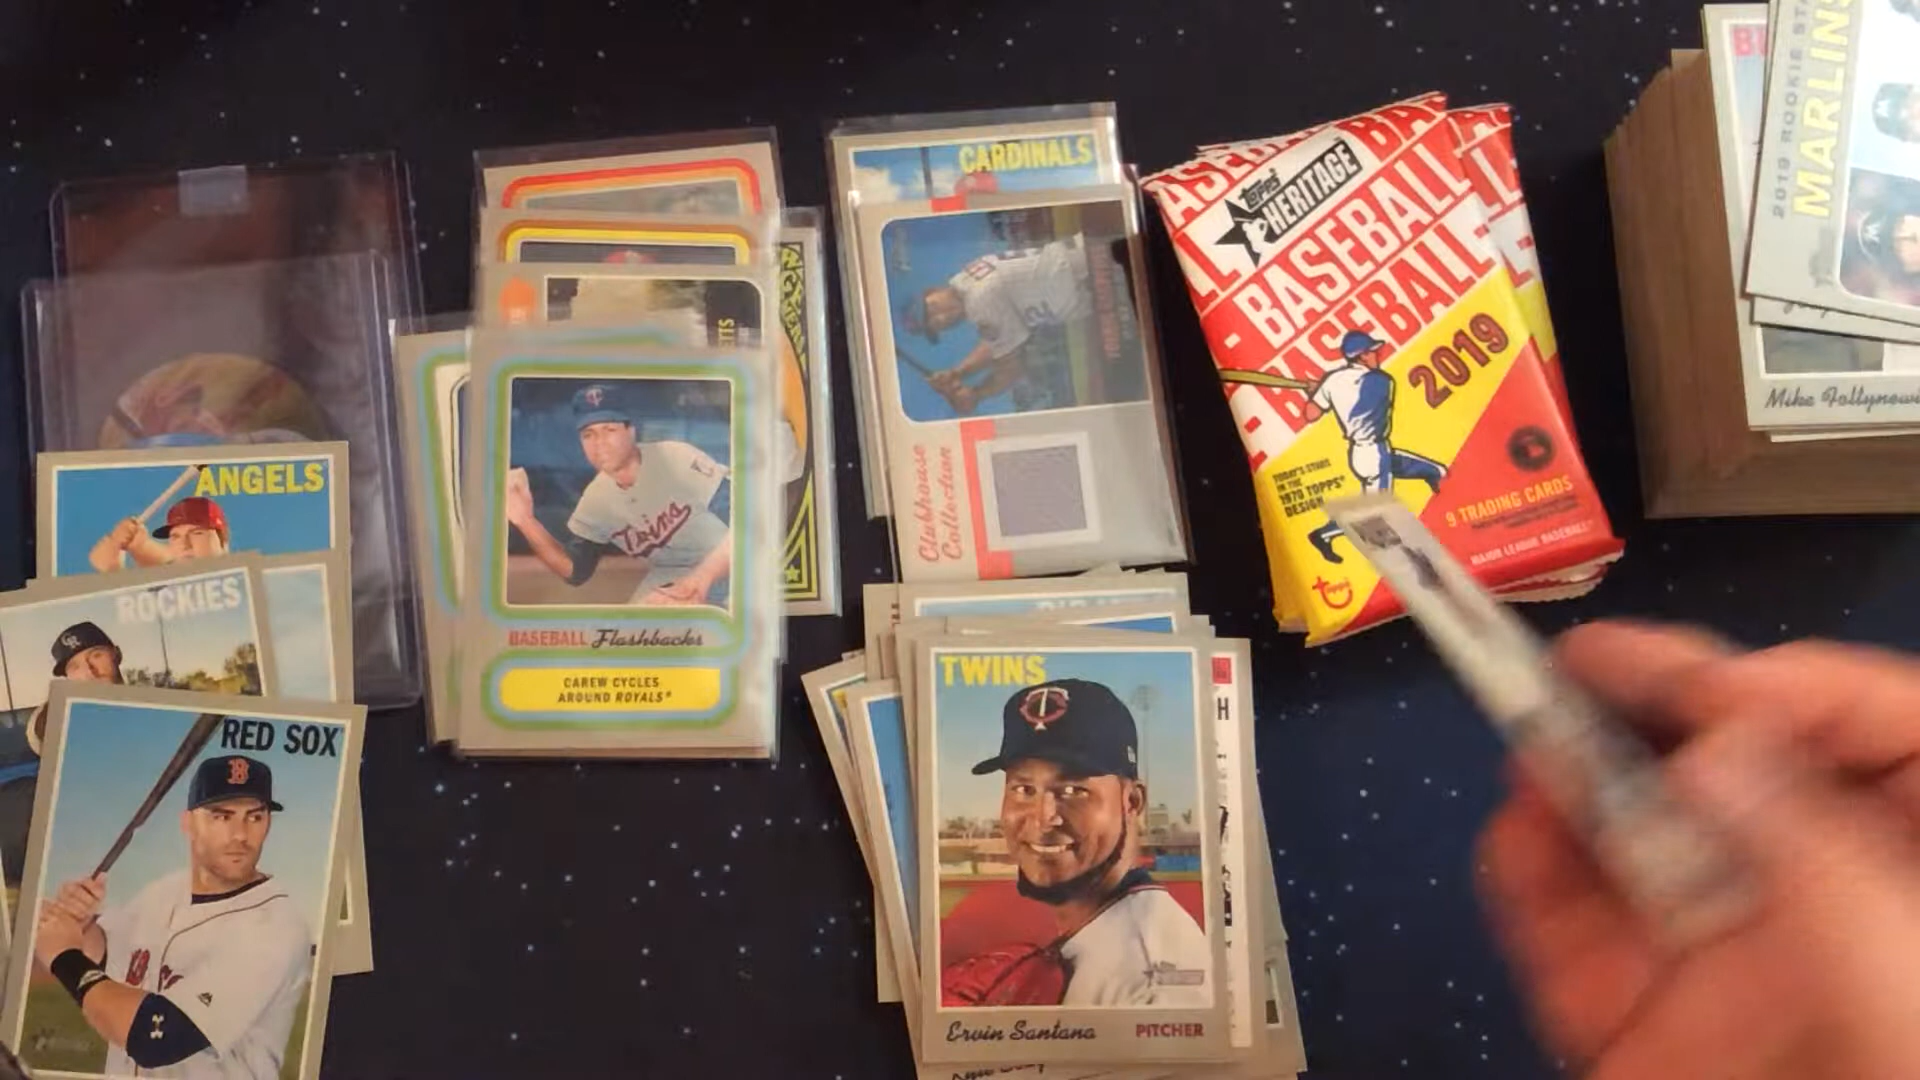 ANGELS
ROCKIES
RED SOX
B
BASEBALL Flashbacks
CAREW CYCLES
AROUND ROYALS®
Twins
CARDINALS
Clubhouse
Collection
TWINS
Ervin Santana PITCHER
TOPPS
HERITAGE
BASEBALL
BASEBALL
2019
TODAY'S STARS
IN THE
1970 TOPPS®
DESIGN
9 TRADING CARDS
MAJOR LEAGUE BASEBALL
topps
2019 ROOKIE
MARLINS
Mike